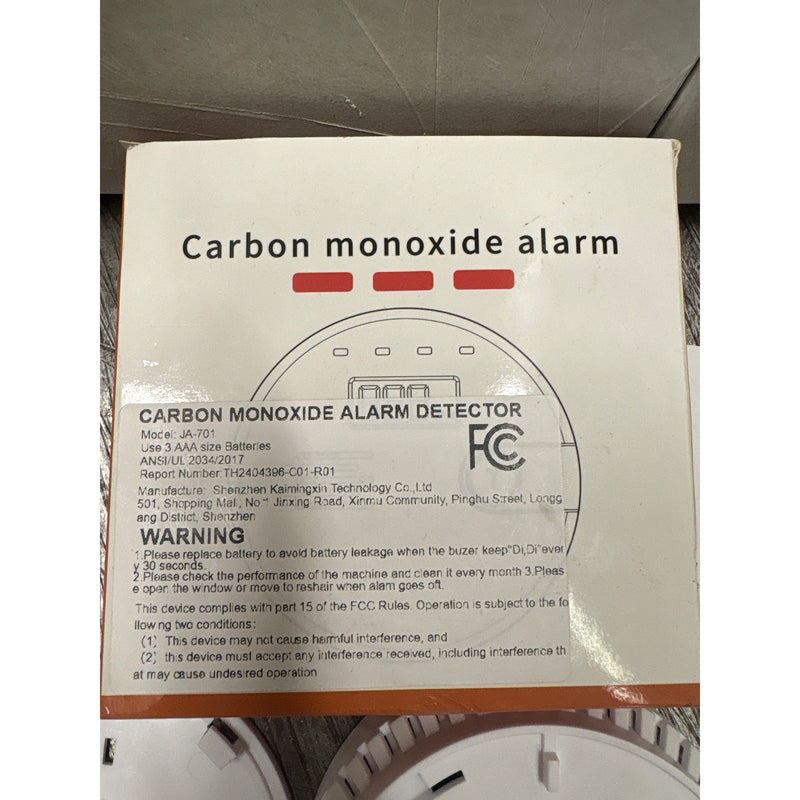 Carbon monoxide alarm
CARBON MONOXIDE ALARM DETECTOR
Model: JA-701
Use 3 AAA size Batteries
ANSI/UL 2034/2017
Report Number:TH2404396-C01-R01
FC
Manufacture: Shenzhen Kaimingxin Technology Co.,Ltd
501, Shopping Mall, No.1 Jinxing Road, Xinmu Community, Pinghu Street, Longg
ang District, Shenzhen
WARNING
1.Please replace battery to avoid battery leakage when the buzer keep"Di,Di"ever
y 30 seconds.
2.Please check the performance of the machine and clean it every month 3.Pleas
e open the window or move to reshair when alam goes oft.
This device complies with part 15 of the FCC Rules. Operation is subject to the fo
llowing two conditions:
(1) This device may not cause harmful interference, and
(2) this device must accept any interference received, including interference th
at may cause undesired operation